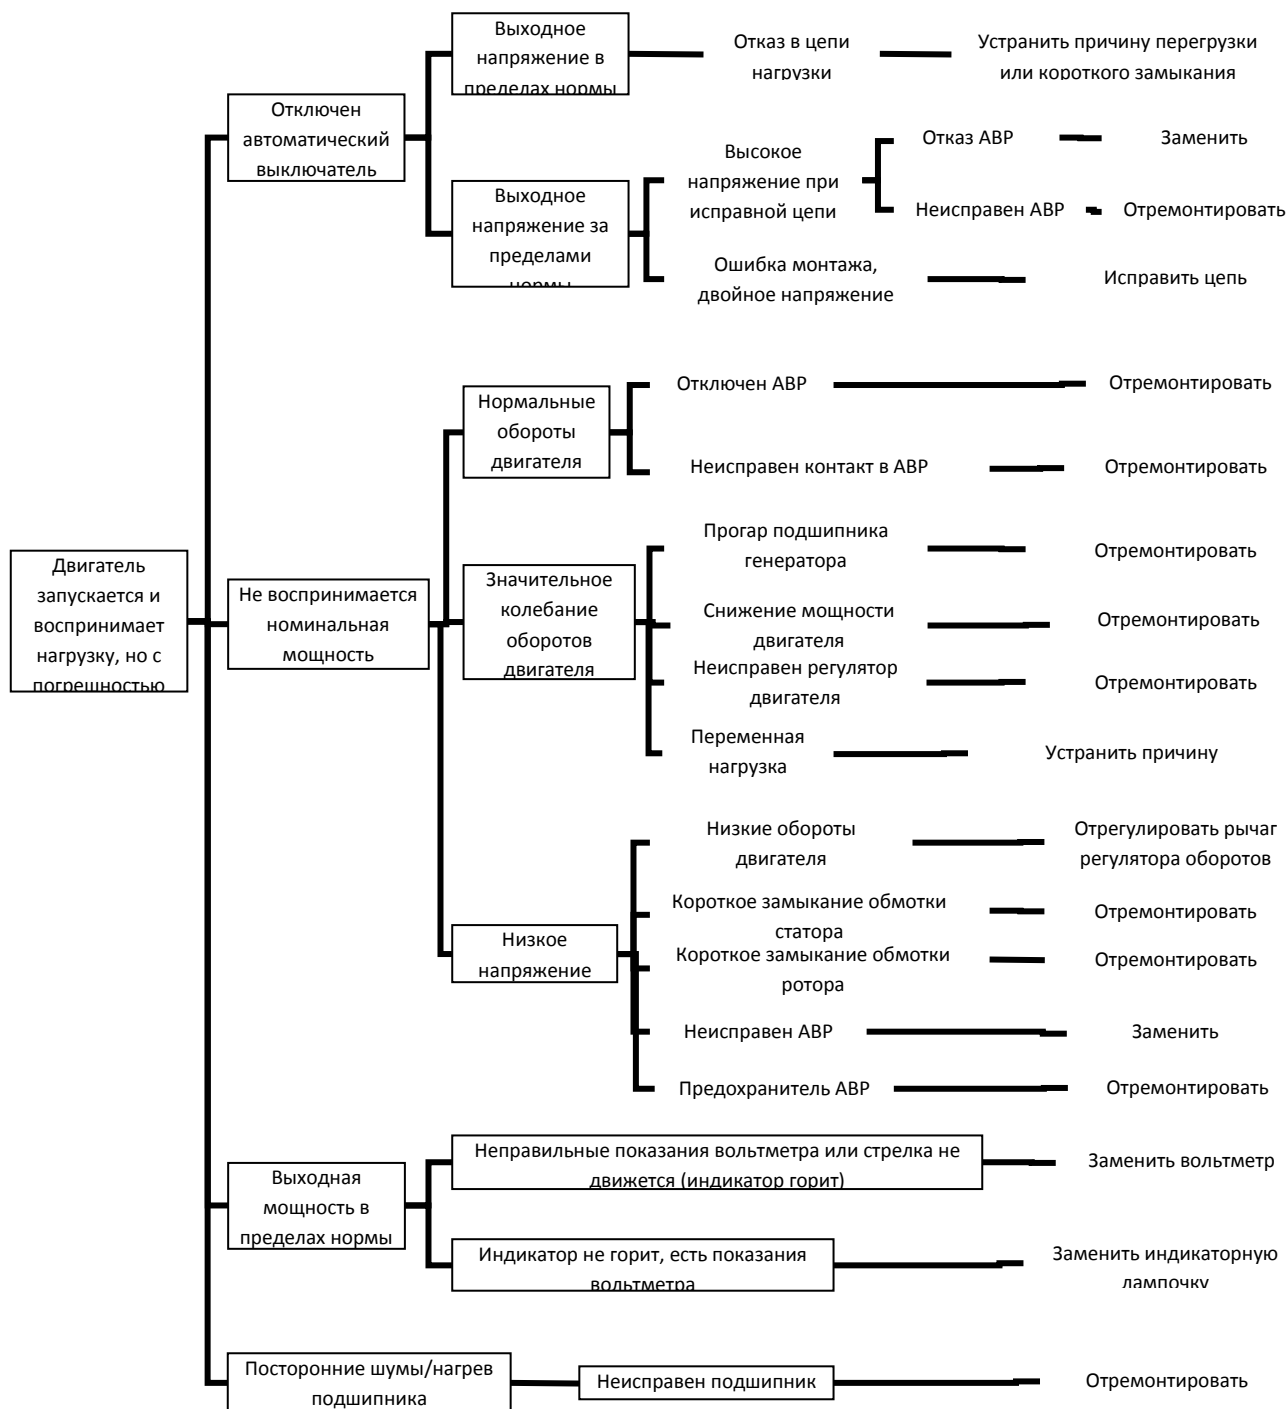 Выходное
напряжение в
пределах нормы
Отказ в цепи
нагрузки
Устранить причину перегрузки
или короткого замыкания
Отключен
автоматический
выключатель
Выходное
напряжение за
пределами
нормы
Высокое
напряжение при
исправной цепи
Отказ АВР
Заменить
Неисправен АВР
Отремонтировать
Ошибка монтажа,
двойное напряжение
Исправить цепь
Двигатель
запускается и
воспринимает
нагрузку, но с
погрешностью
Не воспринимается
номинальная
мощность
Нормальные
обороты
двигателя
Отключен АВР
Отремонтировать
Неисправен контакт в АВР
Отремонтировать
Значительное
колебание
оборотов
двигателя
Прогар подшипника
генератора
Отремонтировать
Снижение мощности
двигателя
Отремонтировать
Неисправен регулятор
двигателя
Отремонтировать
Переменная
нагрузка
Устранить причину
Низкое
напряжение
Низкие обороты
двигателя
Отрегулировать рычаг
регулятора оборотов
Короткое замыкание обмотки
статора
Отремонтировать
Короткое замыкание обмотки
ротора
Отремонтировать
Неисправен АВР
Заменить
Предохранитель АВР
Отремонтировать
Выходная
мощность в
пределах нормы
Неправильные показания вольтметра или стрелка не
движется (индикатор горит)
Заменить вольтметр
Индикатор не горит, есть показания
вольтметра
Заменить индикаторную
лампочку
Посторонние шумы/нагрев
подшипника
Неисправен подшипник
Отремонтировать